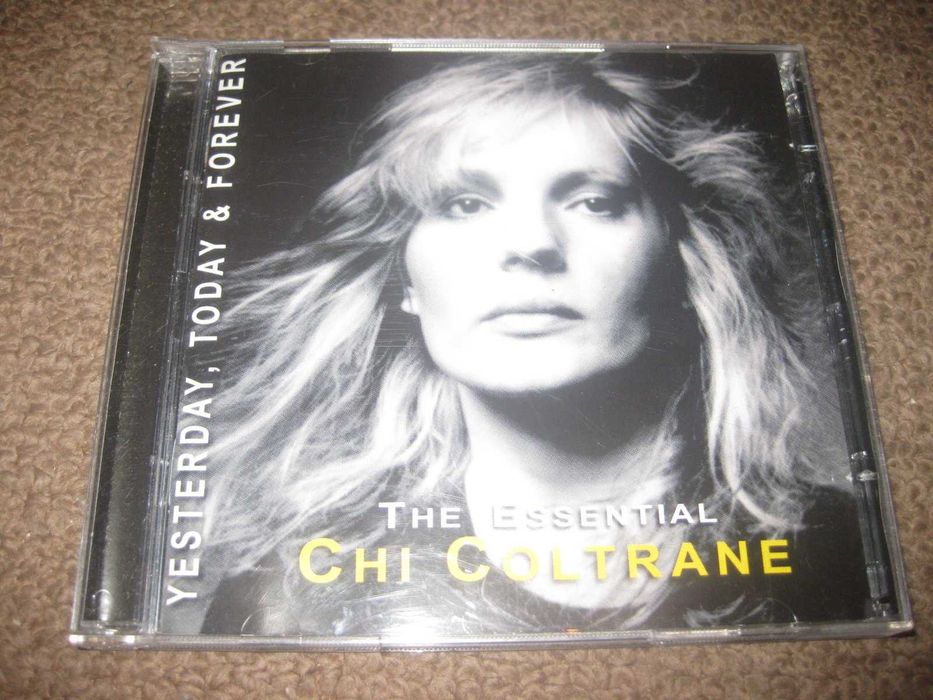 YESTERDAY, TODAY & FOREVER
THE ESSENTIAL
CHI COLTRANE